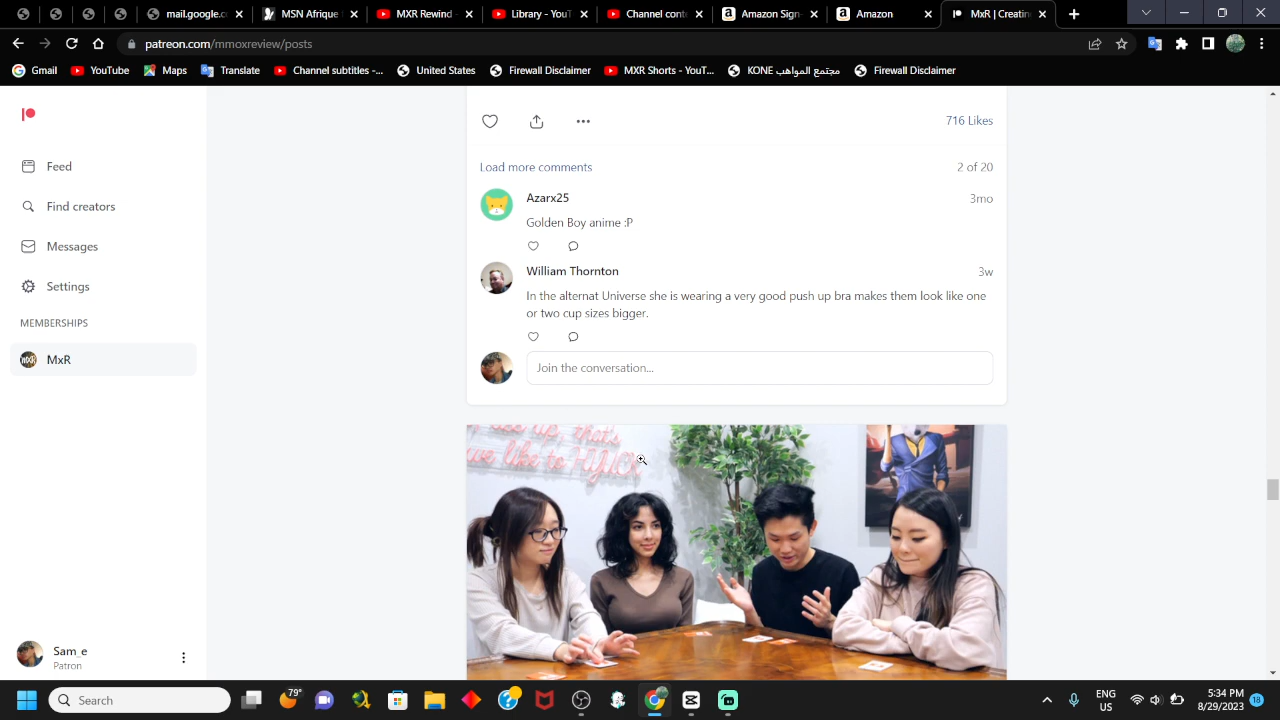 mail.google.c
MSN Afrique
MXR Rewind -
Library - YouT
Channel cont
Amazon Sign-
Amazon
MxR | Creatin
patreon.com/mmoxreview/posts
Gmail
YouTube
Maps
Translate
Channel subtitles -...
United States
Firewall Disclaimer
MXR Shorts - YouT...
KONE مجتمع المواهب
Firewall Disclaimer
Feed
Find creators
Messages
Settings
MEMBERSHIPS
MxR
Sam_e
Patron
716 Likes
Load more comments
2 of 20
Azarx25
3mo
Golden Boy anime :P
William Thornton
3w
In the alternat Universe she is wearing a very good push up bra makes them look like one
or two cup sizes bigger.
Join the conversation...
up, that's
we like to
Search
79°
ENG
US
5:34 PM
8/29/2023
18